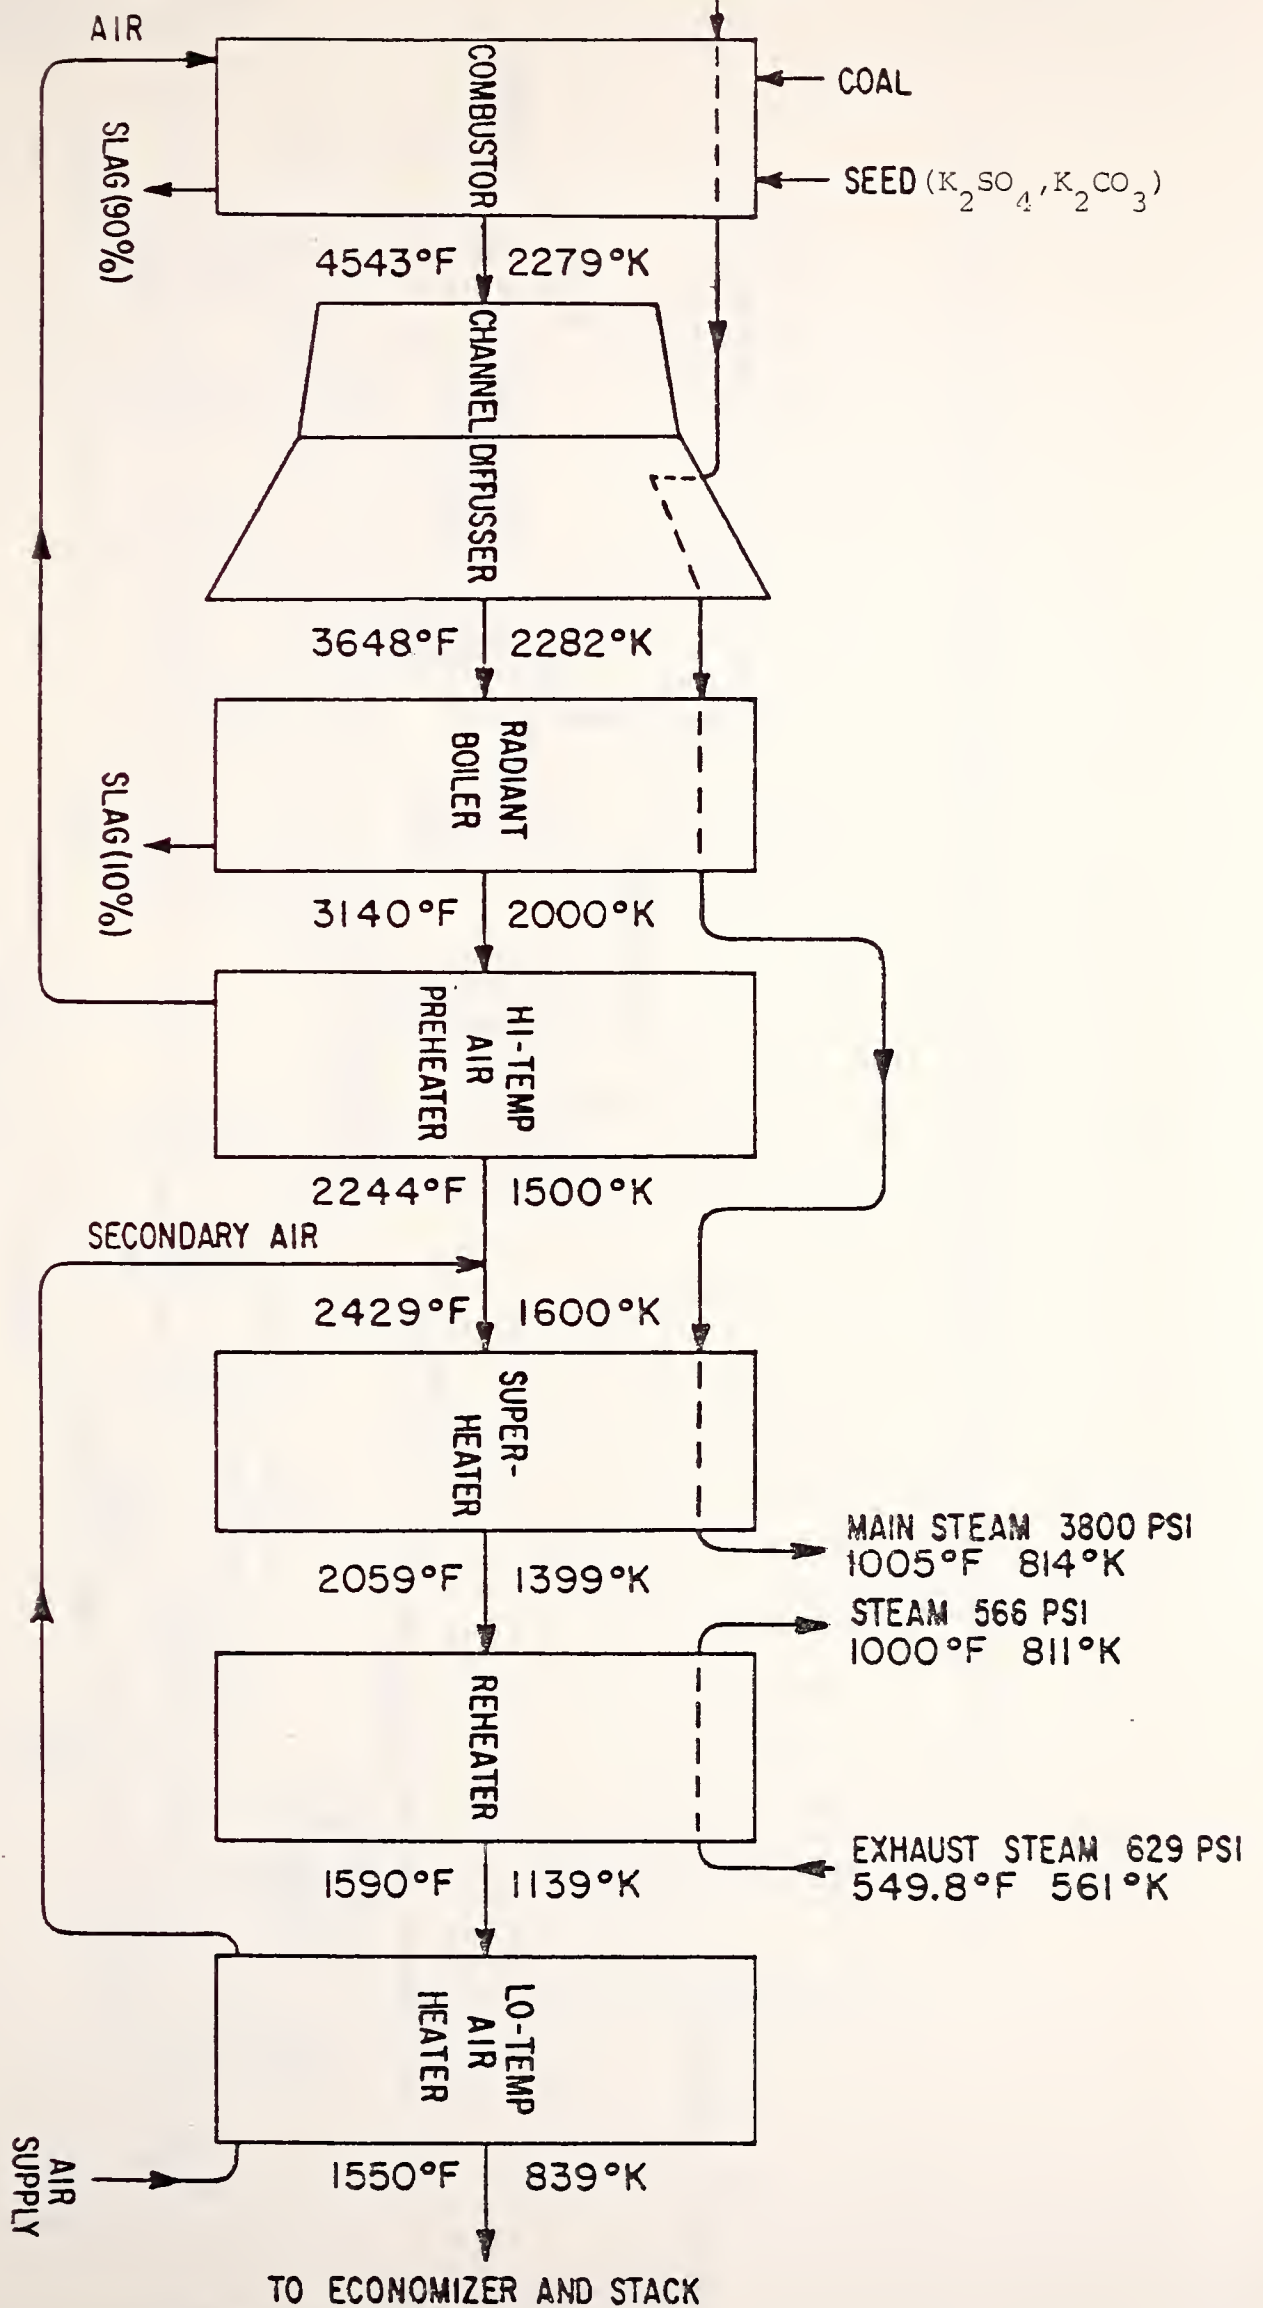 AIR
COMBUSTOR
COAL
SEED (K2SO4, K2CO3)
SLAG (90%)
4543°F 2279°K
CHANNEL DIFFUSSER
3648°F 2282°K
RADIANT
BOILER
SLAG (10%)
3140°F 2000°K
HI-TEMP
AIR
PREHEATER
2244°F 1500°K
SECONDARY AIR
2429°F 1600°K
SUPER-
HEATER
MAIN STEAM 3800 PSI
1005°F 814°K
2059°F 1399°K
STEAM 566 PSI
1000°F 811°K
REHEATER
EXHAUST STEAM 629 PSI
549.8°F 561°K
1590°F 1139°K
LO-TEMP
AIR
HEATER
AIR
SUPPLY
1550°F 839°K
TO ECONOMIZER AND STACK